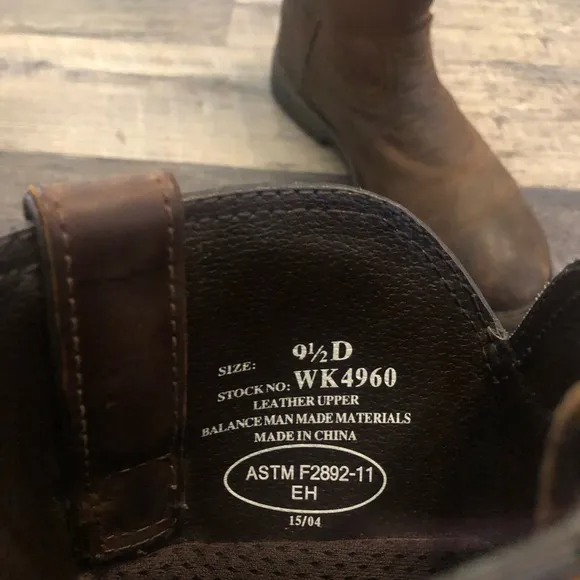 SIZE: 9½ D
STOCK NO: WK4960
LEATHER UPPER
BALANCE MAN MADE MATERIALS
MADE IN CHINA
ASTM F2892-11
EH
15/04